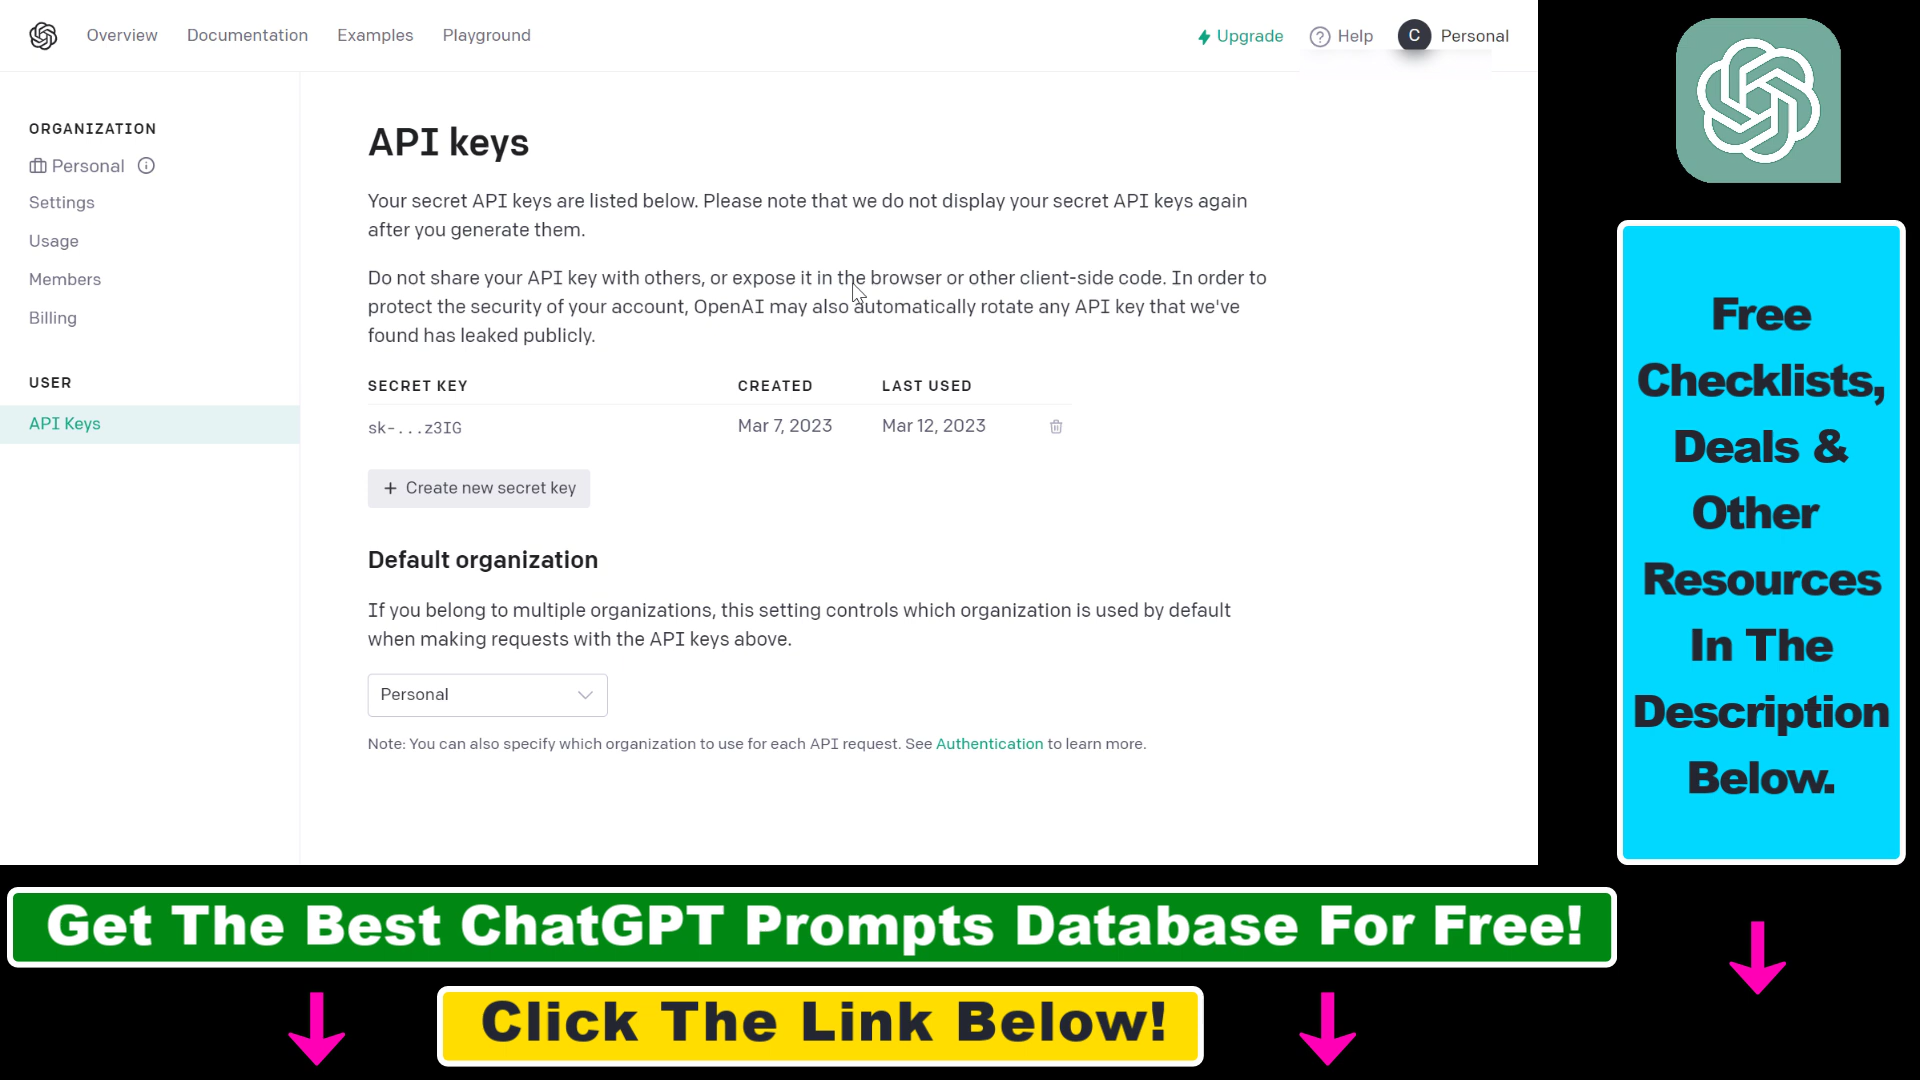 Overview Documentation Examples Playground Upgrade Help C Personal
ORGANIZATION
Personal
Settings
Usage
Members
Billing
USER
API Keys
API keys
Your secret API keys are listed below. Please note that we do not display your secret API keys again
after you generate them.
Do not share your API key with others, or expose it in the browser or other client-side code. In order to
protect the security of your account, OpenAI may also automatically rotate any API key that we've
found has leaked publicly.
SECRET KEY CREATED LAST USED
sk-...z3IG Mar 7, 2023 Mar 12, 2023
+ Create new secret key
Default organization
If you belong to multiple organizations, this setting controls which organization is used by default
when making requests with the API keys above.
Personal
Note: You can also specify which organization to use for each API request. See Authentication to learn more.
Free
Checklists,
Deals &
Other
Resources
In The
Description
Below.
Get The Best ChatGPT Prompts Database For Free!
Click The Link Below!